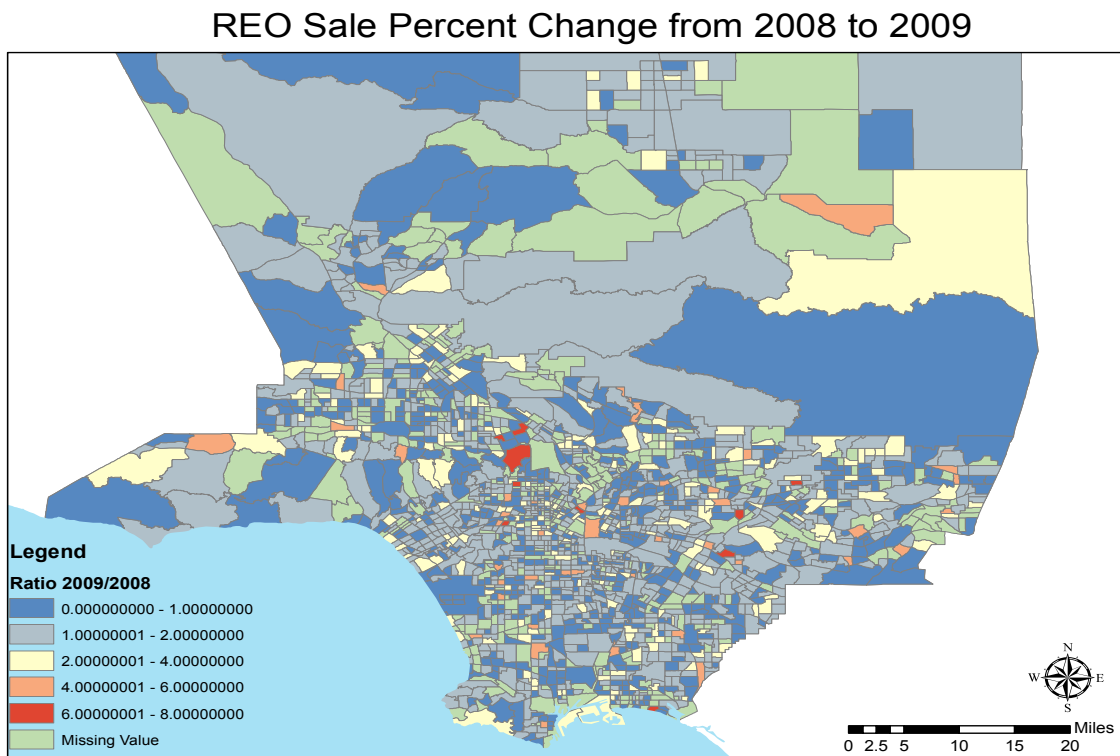 REO Sale Percent Change from 2008 to 2009
Legend
Ratio 2009/2008
0.000000000 - 1.00000000
1.00000001 - 2.00000000
2.00000001 - 4.00000000
4.00000001 - 6.00000000
6.00000001 - 8.00000000
Missing Value
N
W E
S
Miles
0 2.5 5 10 15 20